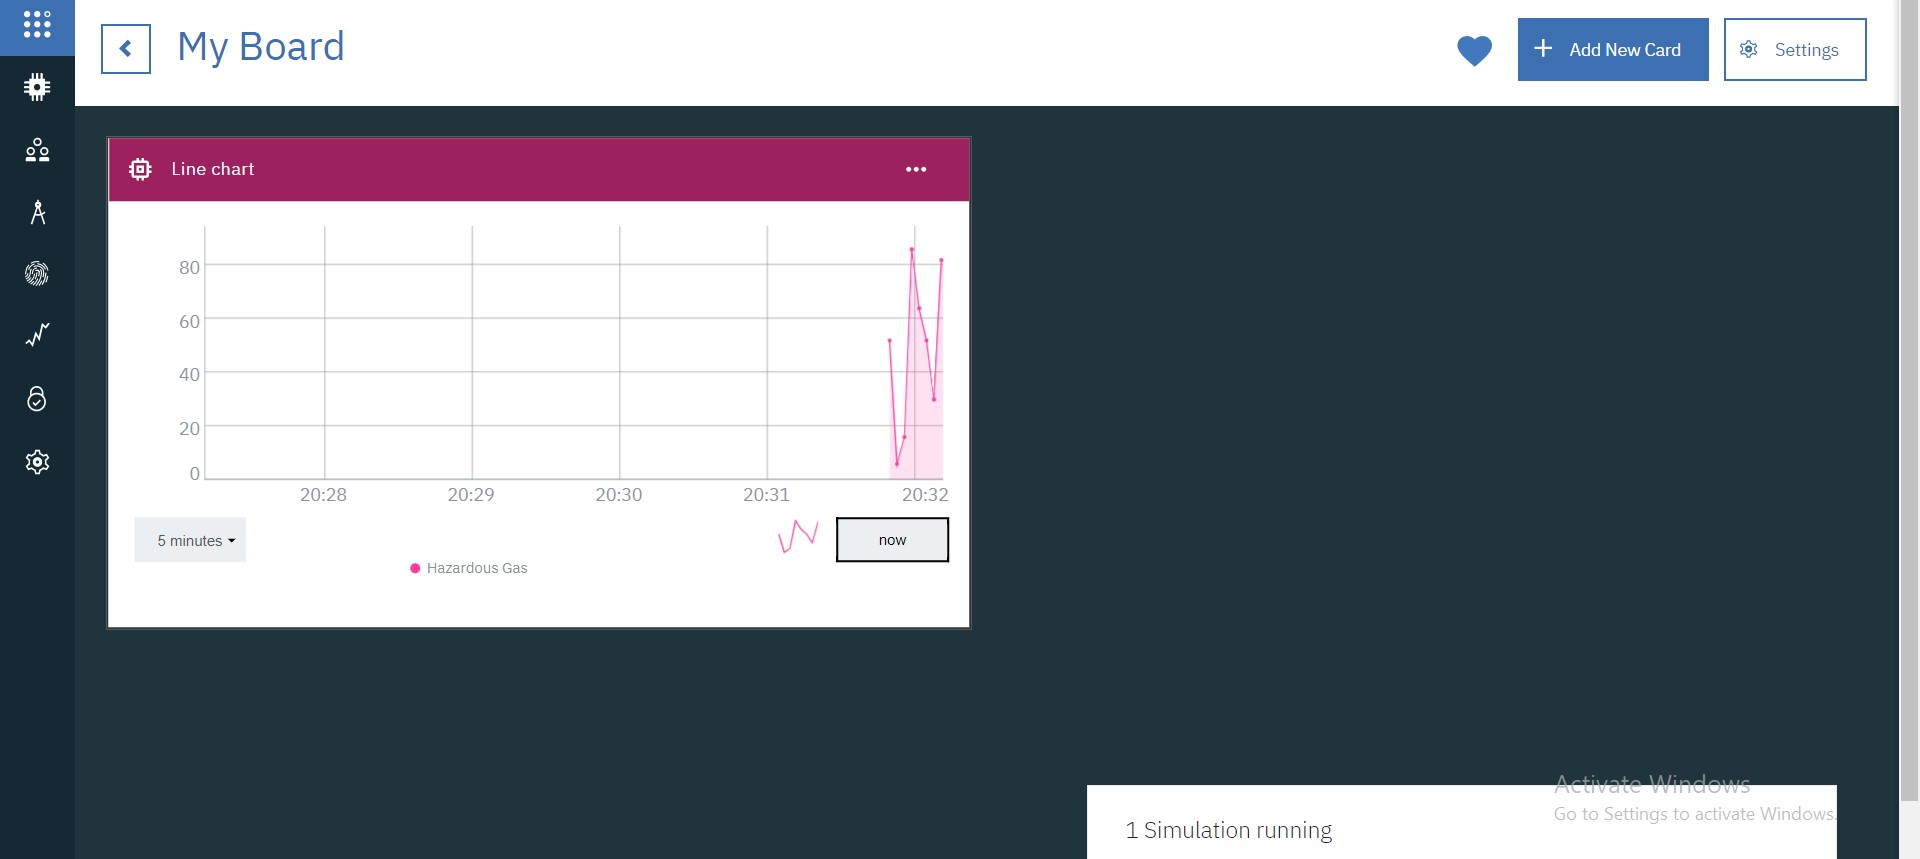 My Board
Add New Card
Settings
Line chart
80
60
40
20
0
20:28 20:29 20:30 20:31 20:32
5 minutes
now
Hazardous Gas
Activate Windows
Go to Settings to activate Windows.
1 Simulation running